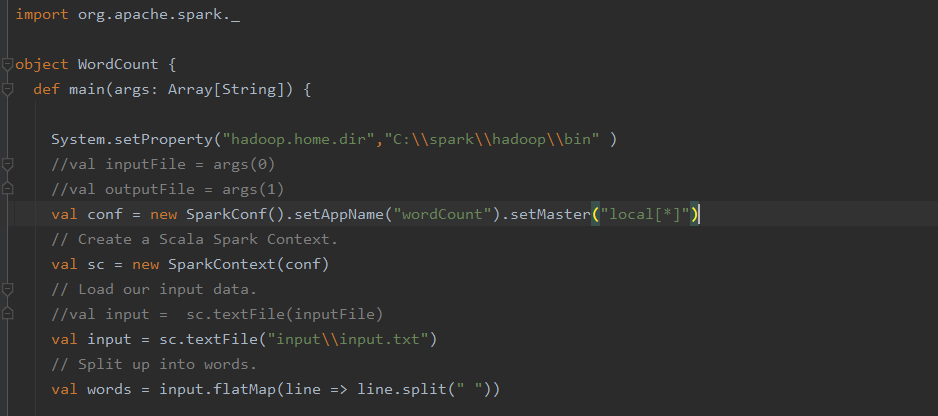 import org.apache.spark._
object WordCount {
def main(args: Array[String]) {
System.setProperty("hadoop.home.dir","C:\\spark\\hadoop\\bin" )
//val inputFile = args(0)
//val outputFile = args(1)
val conf = new SparkConf().setAppName("wordCount").setMaster("local[*]")
// Create a Scala Spark Context.
val sc = new SparkContext(conf)
// Load our input data.
//val input =  sc.textFile(inputFile)
val input = sc.textFile("input\\input.txt")
// Split up into words.
val words = input.flatMap(line => line.split(" "))